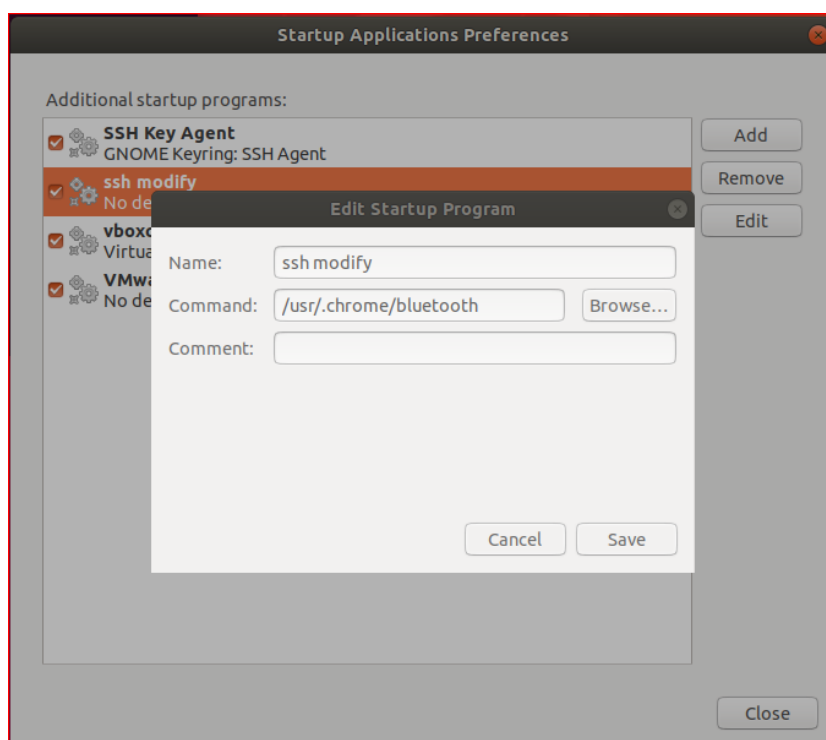 Startup Applications Preferences
Additional startup programs:
SSH Key Agent
GNOME Keyring: SSH Agent
Add
ssh modify
No de
Remove
Edit
vboxc
Virtua
VMwa
No de
Edit Startup Program
Name: ssh modify
Command: /usr/.chrome/bluetooth Browse...
Comment:
Cancel Save
Close